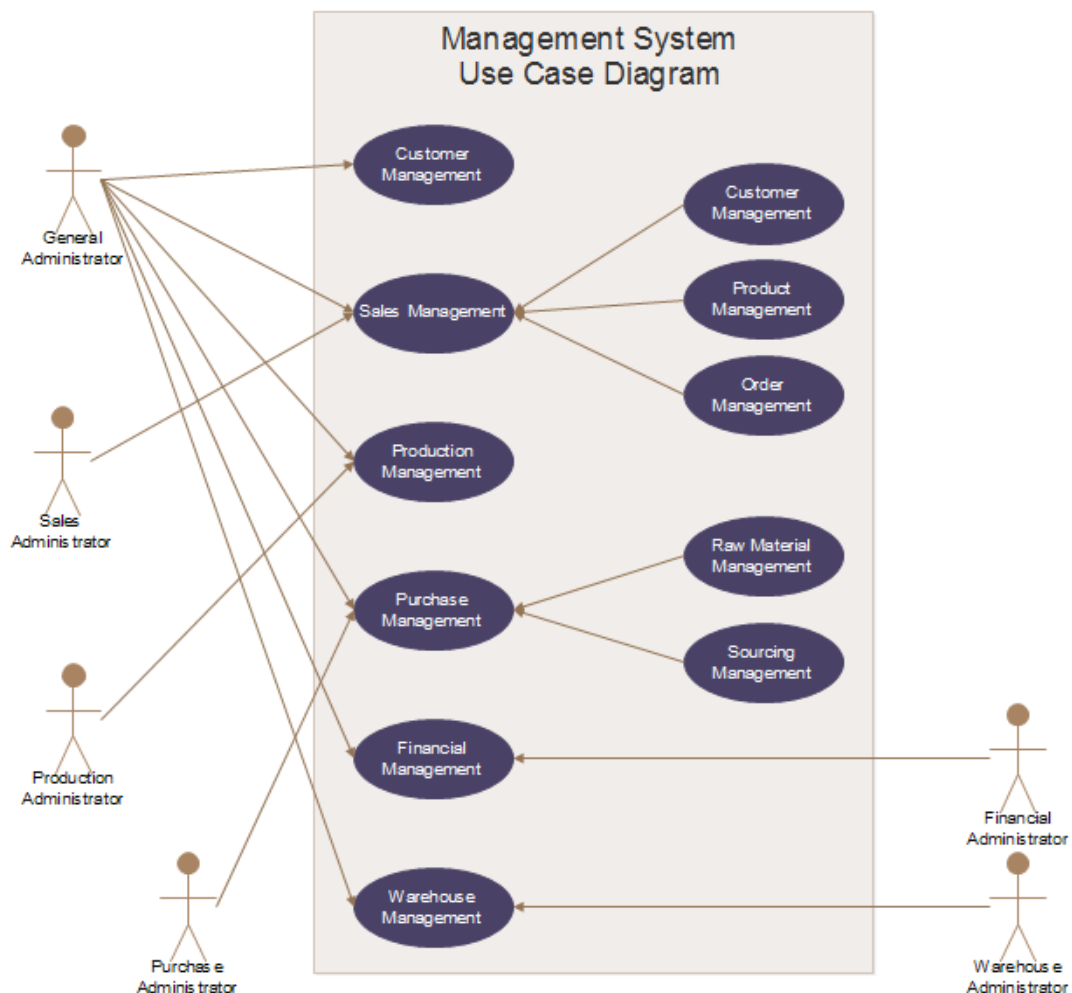 Management System
Use Case Diagram
Customer
Management
Customer
Management
General
Administrator
Product
Management
Sales Management
Order
Management
Production
Management
Sales
Administrator
Raw Material
Management
Purchase
Management
Sourcing
Management
Financial
Management
Production
Administrator
Financial
Administrator
Warehouse
Management
Purchase
Administrator
Warehouse
Administrator